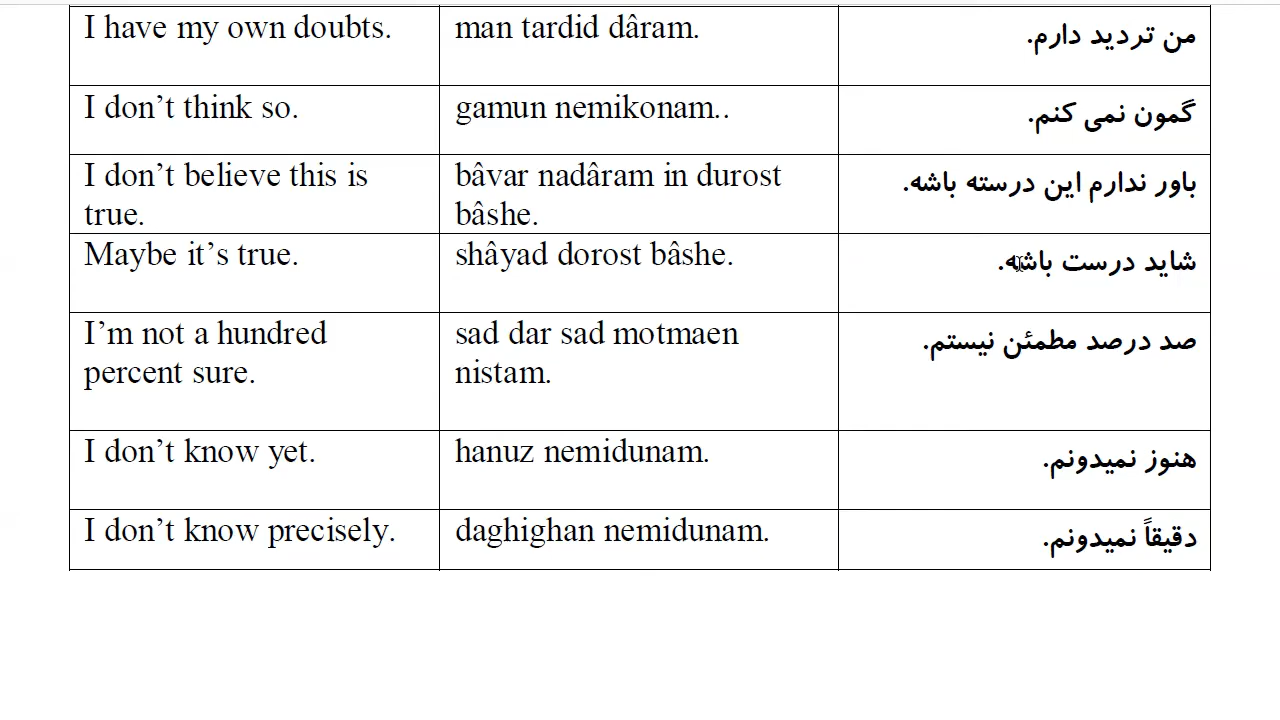 I have my own doubts.
man tardid dâram.
من تردید دارم.
I don’t think so.
gamun nemikonam..
گمون نمی کنم.
I don’t believe this is
true.
bâvar nadâram in durost
bâshe.
باور ندارم این درسته باشه.
Maybe it’s true.
shâyad dorost bâshe.
شاید درست باشه.
I’m not a hundred
percent sure.
sad dar sad motmaen
nistam.
صد درصد مطمئن نیستم.
I don’t know yet.
hanuz nemidunam.
هنوز نمیدونم.
I don’t know precisely.
daghighan nemidunam.
دقیقاً نمیدونم.